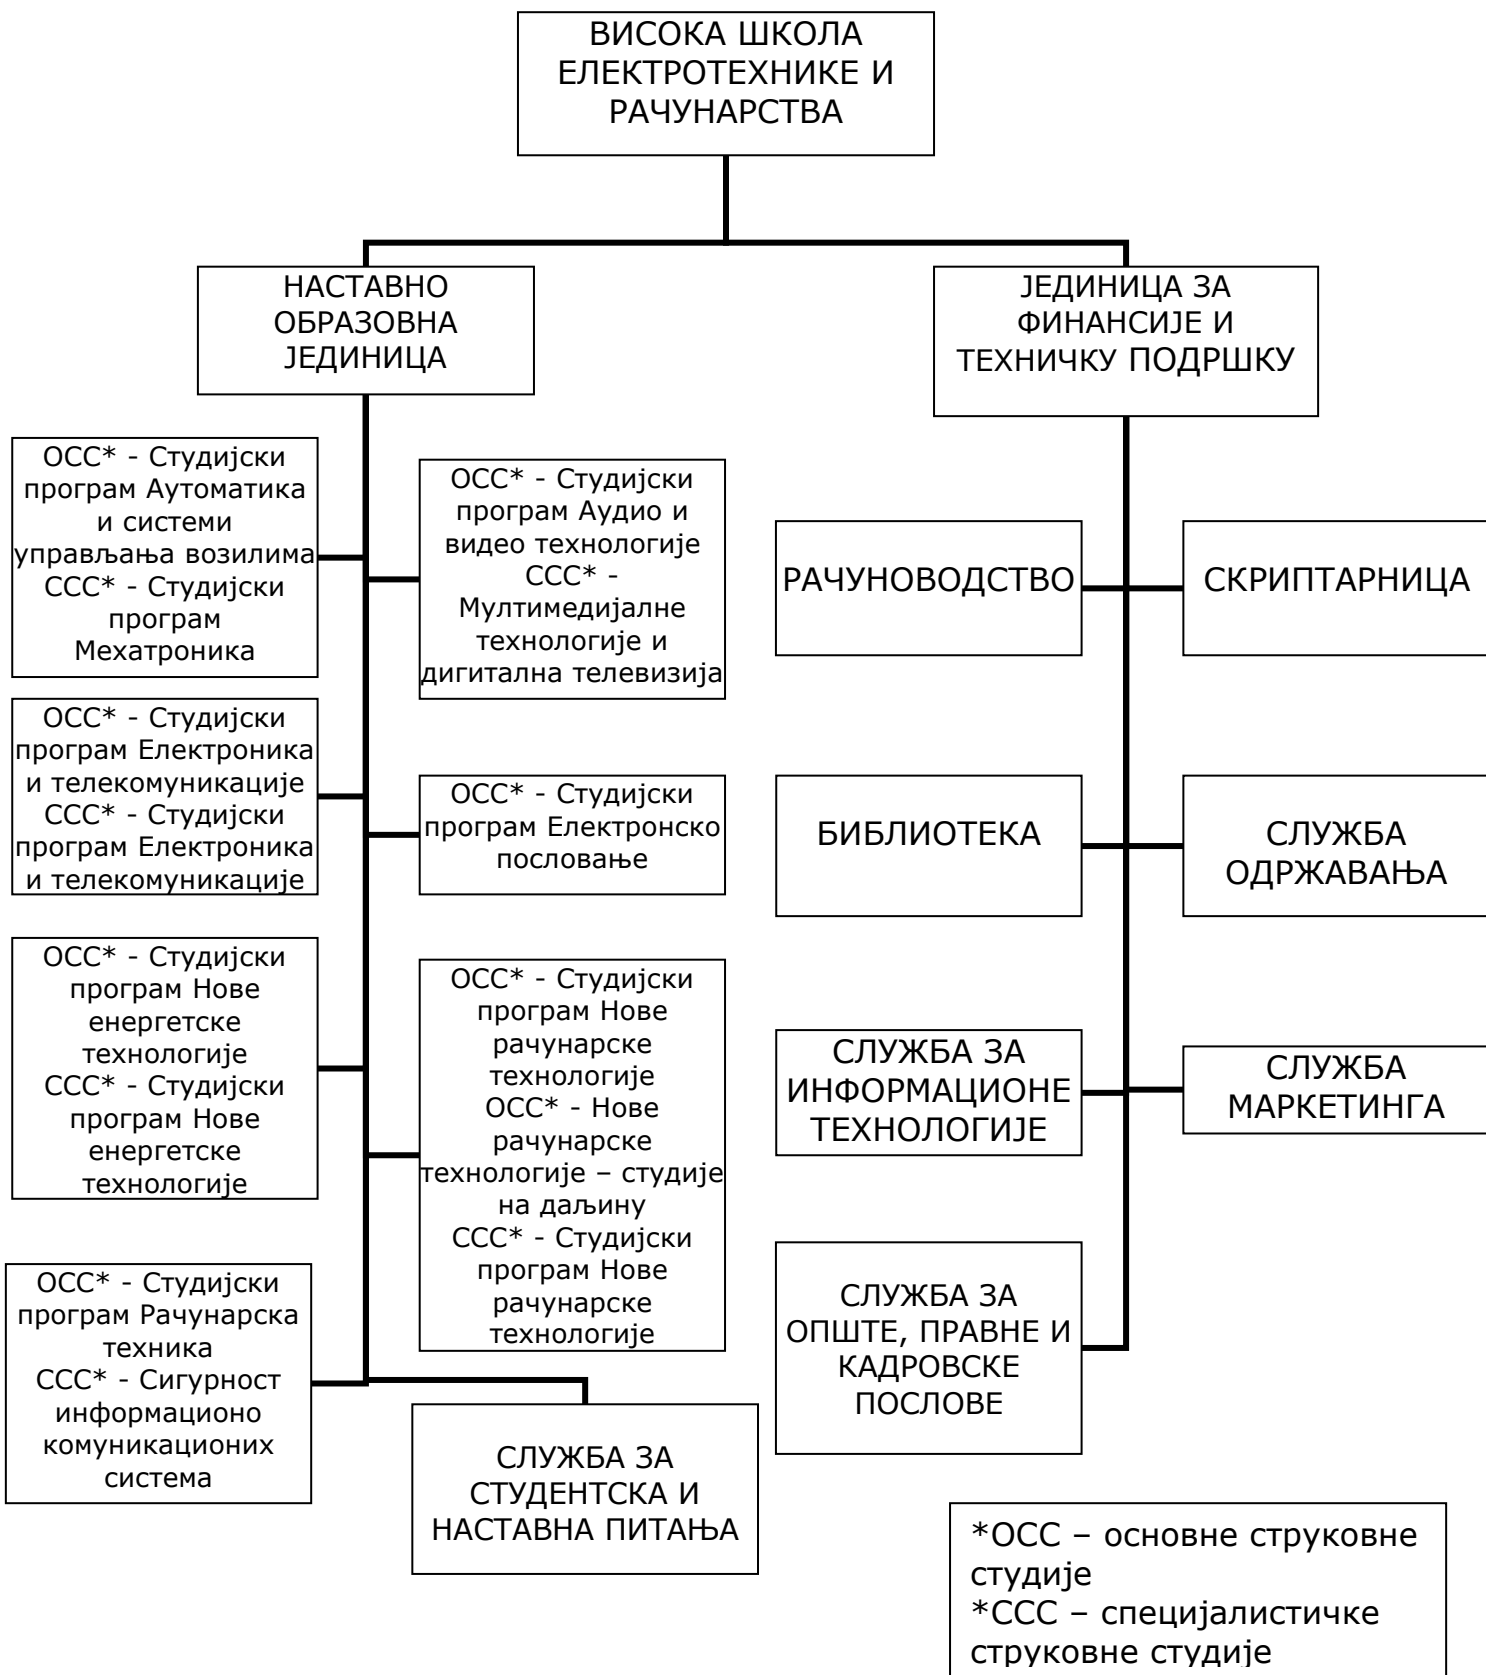 ВИСОКА ШКОЛА
ЕЛЕКТРОТЕХНИКЕ И
РАЧУНАРСТВА
НАСТАВНО
ОБРАЗОВНА
ЈЕДИНИЦА
ЈЕДИНИЦА ЗА
ФИНАНСИЈЕ И
ТЕХНИЧКУ ПОДРШКУ
ОСС* - Студијски
програм Аутоматика
и системи
управљања возилима
ССС* - Студијски
програм
Мехатроника
ОСС* - Студијски
програм Аудио и
видео технологије
ССС* -
Мултимедијалне
технологије и
дигитална телевизија
РАЧУНОВОДСТВО
СКРИПТАРНИЦА
ОСС* - Студијски
програм Електроника
и телекомуникације
ССС* - Студијски
програм Електроника
и телекомуникације
ОСС* - Студијски
програм Електронско
пословање
БИБЛИОТЕКА
СЛУЖБА
ОДРЖАВАЊА
ОСС* - Студијски
програм Нове
енергетске
технологије
ССС* - Студијски
програм Нове
енергетске
технологије
ОСС* - Студијски
програм Нове
рачунарске
технологије
ОСС* - Нове
рачунарске
технологије – студије
на даљину
ССС* - Студијски
програм Нове
рачунарске
технологије
СЛУЖБА ЗА
ИНФОРМАЦИОНЕ
ТЕХНОЛОГИЈЕ
СЛУЖБА
МАРКЕТИНГА
ОСС* - Студијски
програм Рачунарска
техника
ССС* - Сигурност
информационо
комуникационих
система
СЛУЖБА ЗА
СТУДЕНТСКА И
НАСТАВНА ПИТАЊА
СЛУЖБА ЗА
ОПШТЕ, ПРАВНЕ И
КАДРОВСКЕ
ПОСЛОВЕ
*ОСС – основне струковне
студије
*ССС – специјалистичке
струковне студије